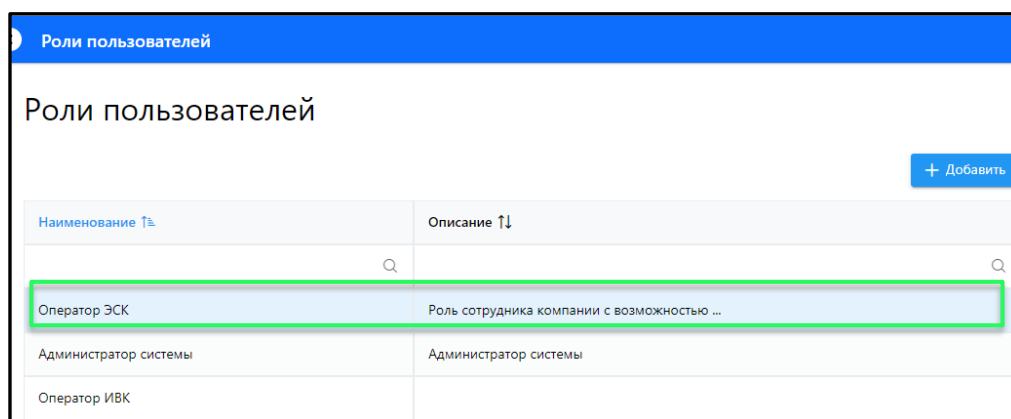 Роли пользователей
Роли пользователей
+ Добавить
Наименование Описание
Оператор ЭСК Роль сотрудника компании с возможностью ...
Администратор системы Администратор системы
Оператор ИВК